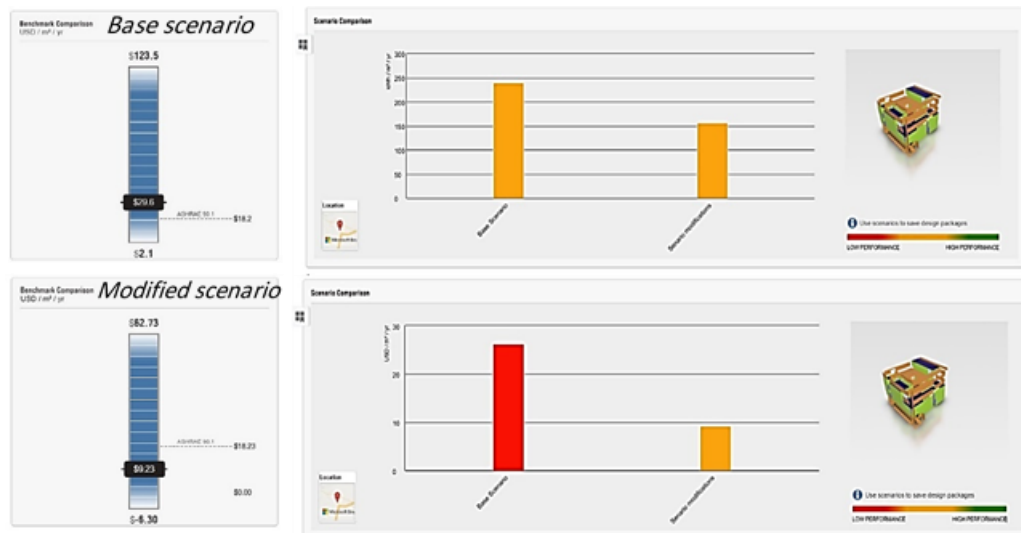 Benchmark Comparison Base scenario
USD / m² / yr
$123.5
$29.6
ASHRAE 90.1
$18.2
$2.1
Scenario Comparison
300
250
200
150
100
50
0
Base Scenario
Scenario modifications
Location
Use scenarios to save design packages
LOW PERFORMANCE HIGH PERFORMANCE
Benchmark Comparison Modified scenario
USD / m² / yr
$62.73
ASHRAE 90.1
$18.23
$9.23
$0.00
$-6.30
Scenario Comparison
USD / m² / yr
30
20
10
0
Base Scenario
Scenario modifications
Location
Use scenarios to save design packages
LOW PERFORMANCE HIGH PERFORMANCE